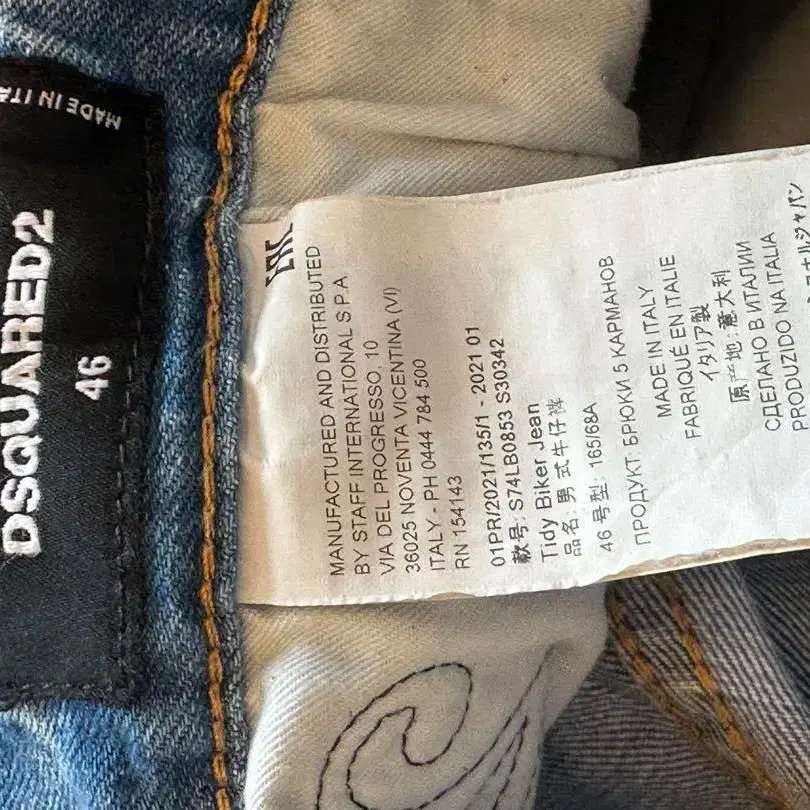 MADE IN ITA
DSQUARED2
46
EAC
MANUFACTURED AND DISTRIBUTED
BY STAFF INTERNATIONAL S.P.A
VIA DEL PROGRESSO, 10
36025 NOVENTA VICENTINA (VI)
ITALY - PH 0444 784 500
RN 154143
01PR/2021/135/1 - 2021 01
款号: S74LB0853 S30342
Tidy Biker Jean
品名: 男式牛仔裤
46 号型: 165/68A
ПРОДУКТ: БРЮКИ 5 КАРМАНОВ
MADE IN ITALY
FABRIQUÉ EN ITALIE
イタリア製
原产地: 意大利
СДЕЛАНО В ИТАЛИИ
PRODUZIDO NA ITALIA
ジャパン